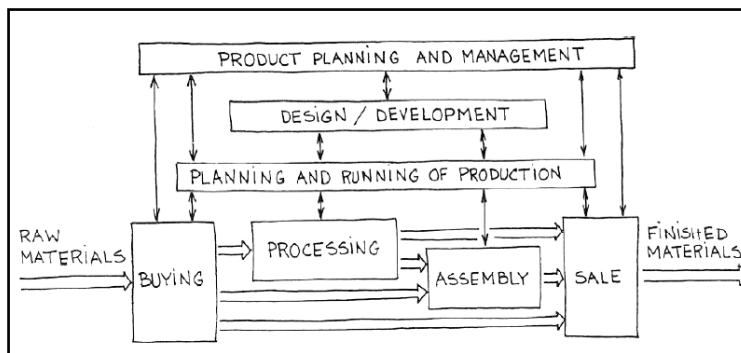 PRODUCT PLANNING AND MANAGEMENT
DESIGN / DEVELOPMENT
PLANNING AND RUNNING OF PRODUCTION
RAW
MATERIALS
BUYING
PROCESSING
ASSEMBLY
SALE
FINISHED
MATERIALS